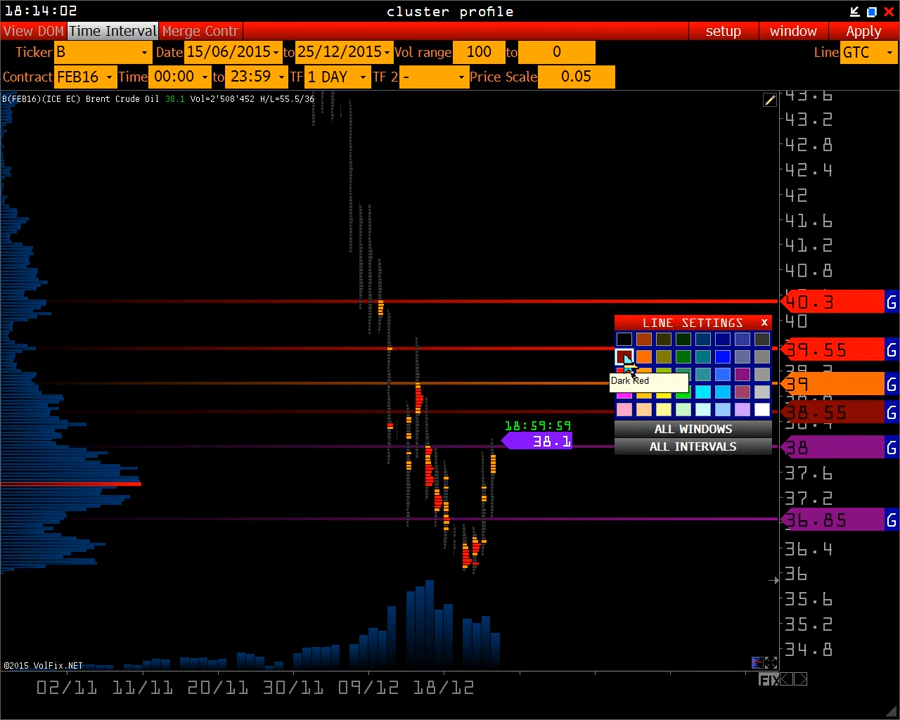 18:14:02 cluster profile
View DOM Time Interval Merge Contr setup window Apply
Ticker B Date 15/06/2015 to 25/12/2015 Vol range 100 to 0 Line GTC
Contract FEB16 Time 00:00 to 23:59 TF 1 DAY TF 2 - Price Scale 0.05
B(FEB16)(ICE EC) Brent Crude Oil 38.1 Vol=2'508'452 H/L=55.5/36
43.6
43.2
42.8
42.4
42
41.6
41.2
40.8
40.3 G
40
LINE SETTINGS x
39.55 G
Dark Red
39 G
38.55 G
18:59:59
ALL WINDOWS
38.1
38 G
ALL INTERVALS
37.6
37.2
36.85 G
36.4
36
35.6
35.2
34.8
©2015 VolFix.NET
FIX
02/11 11/11 20/11 30/11 09/12 18/12